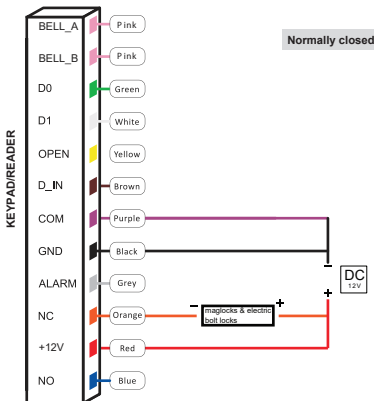 Normally closed
KEYPAD/READER
BELL_A Pink
BELL_B Pink
D0 Green
D1 White
OPEN Yellow
D_IN Brown
COM Purple
GND Black
ALARM Grey
NC Orange
+12V Red
NO Blue
- maglocks & electric +
bolt locks
-
+
DC
12V